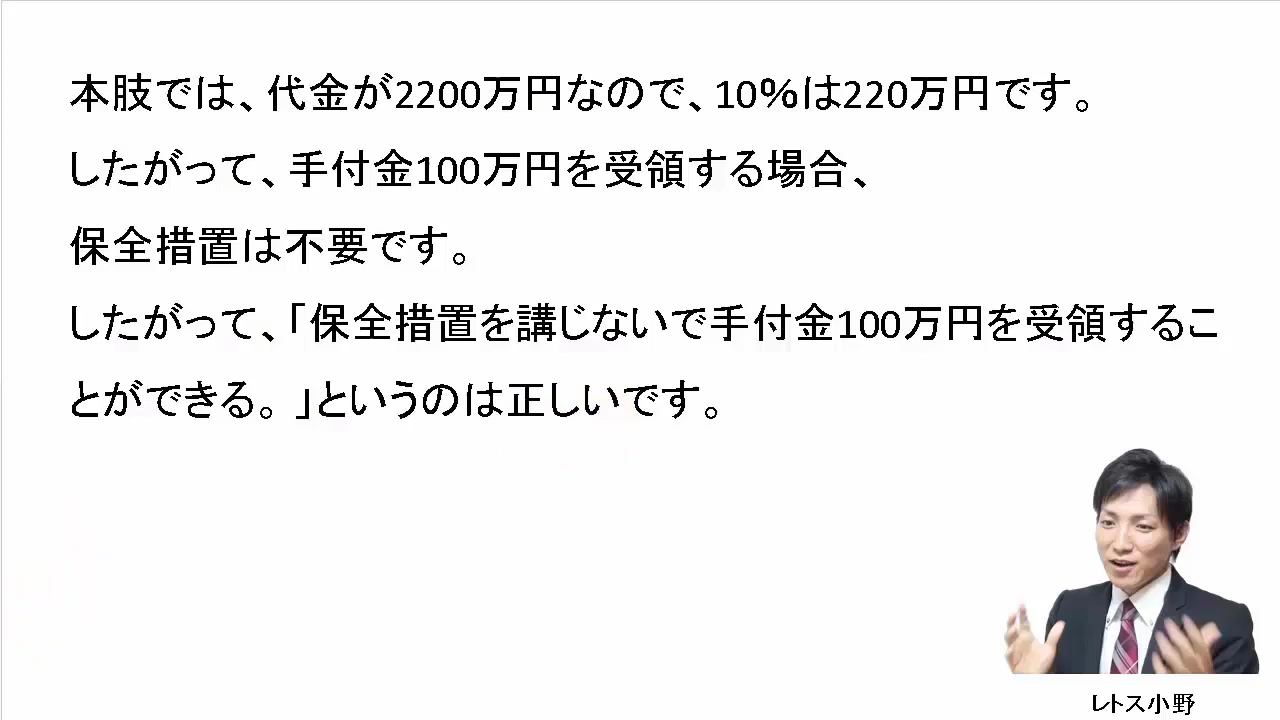 本肢では、代金が2200万円なので、10％は220万円です。
したがって、手付金100万円を受領する場合、
保全措置は不要です。
したがって、「保全措置を講じないで手付金100万円を受領するこ
とができる。」というのは正しいです。
レトス小野